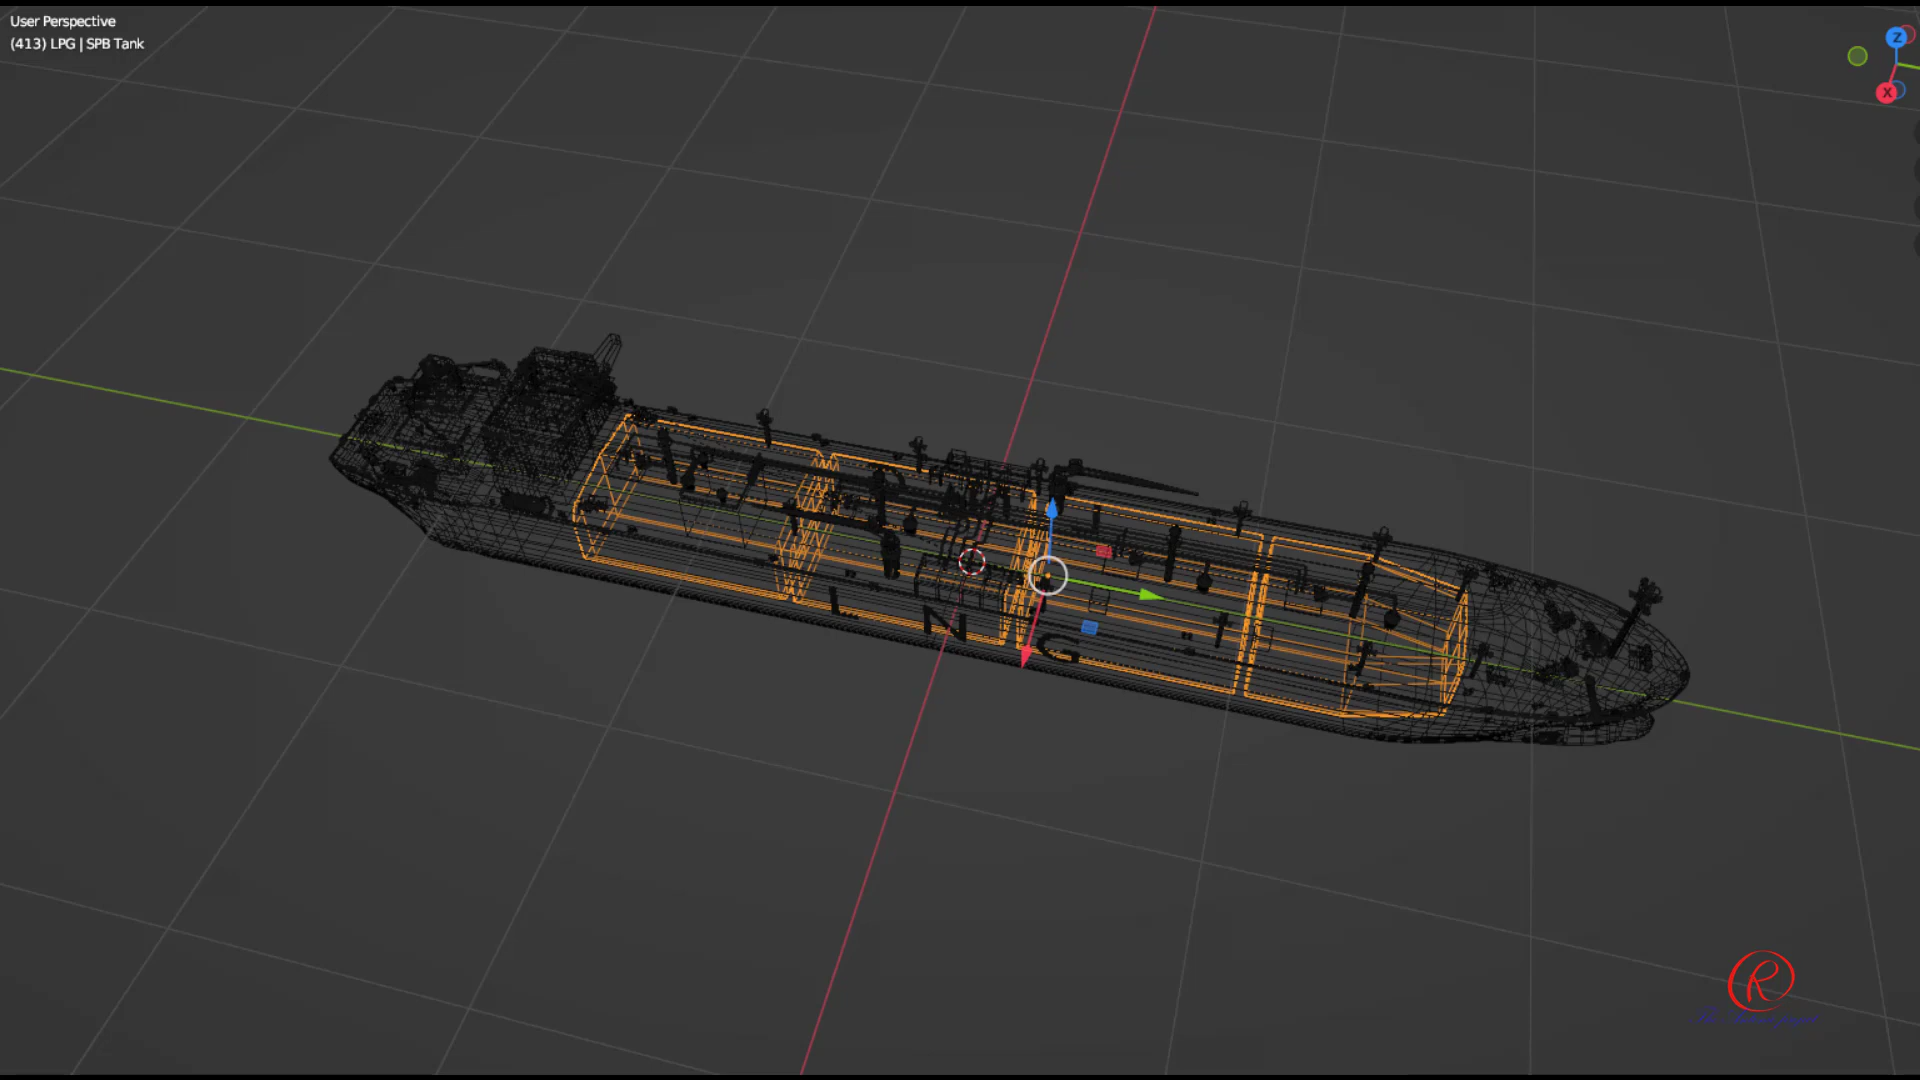 User Perspective
(413) LPG | SPB Tank
Z
X
L N G
R